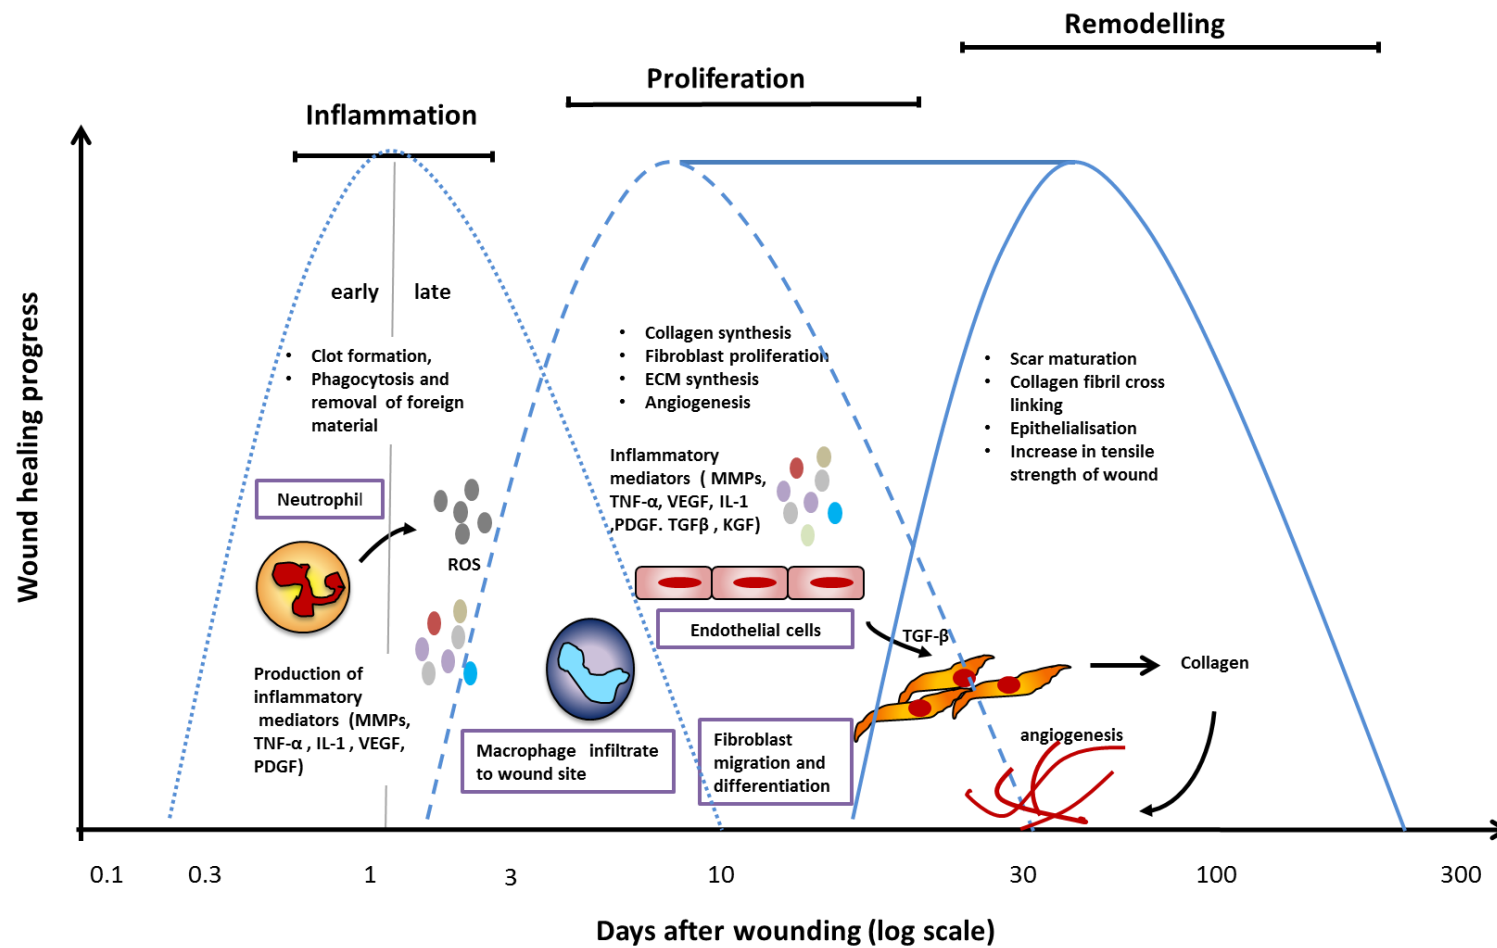 Remodelling
Proliferation
Inflammation
Wound healing progress
early
late
• Clot formation,
• Phagocytosis and
removal of foreign
material
Neutrophil
ROS
Production of
inflammatory
mediators (MMPs,
TNF-α , IL-1 , VEGF,
PDGF)
• Collagen synthesis
• Fibroblast proliferation
• ECM synthesis
• Angiogenesis
Inflammatory
mediators ( MMPs,
TNF-α, VEGF, IL-1
,PDGF. TGFβ , KGF)
Endothelial cells
Macrophage infiltrate
to wound site
Fibroblast
migration and
differentiation
TGF-β
• Scar maturation
• Collagen fibril cross
linking
• Epithelialisation
• Increase in tensile
strength of wound
Collagen
angiogenesis
0.1 0.3 1 3 10 30 100 300
Days after wounding (log scale)